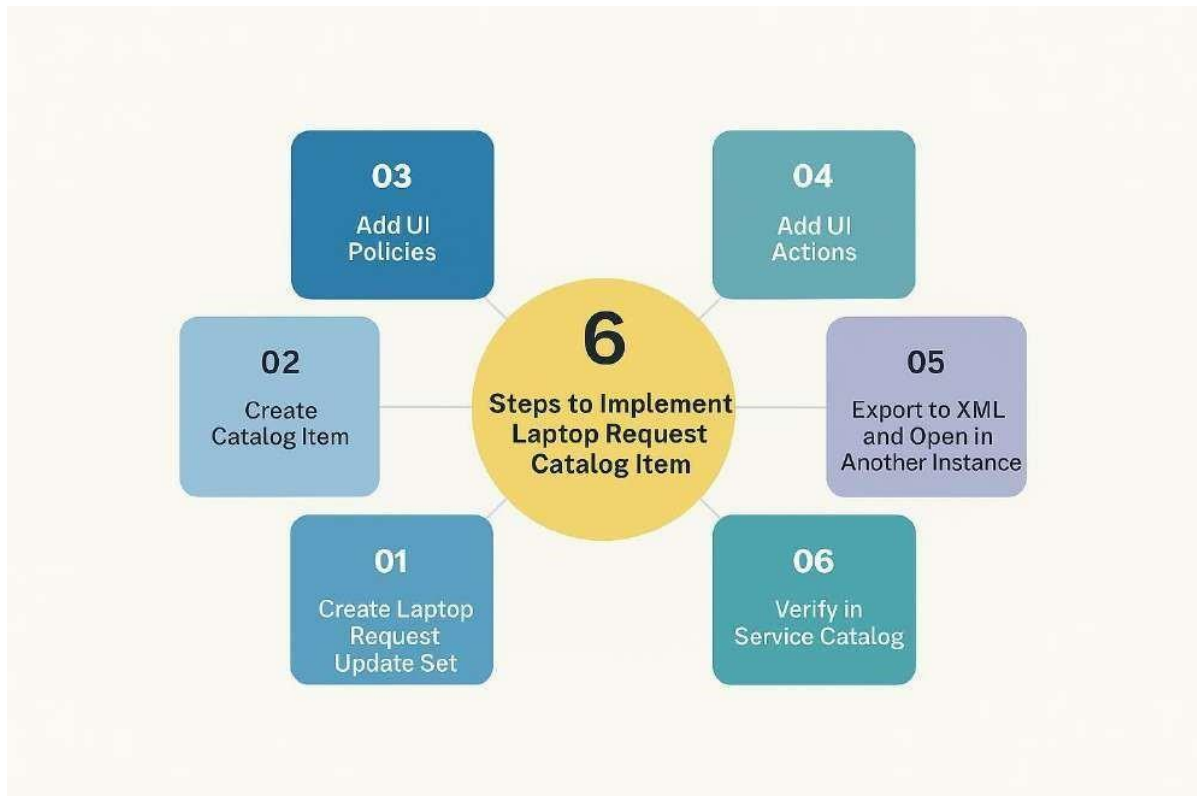 03
Add UI
Policies
04
Add UI
Actions
02
Create
Catalog Item
6
Steps to Implement
Laptop Request
Catalog Item
05
Export to XML
and Open in
Another Instance
01
Create Laptop
Request
Update Set
06
Verify in
Service Catalog